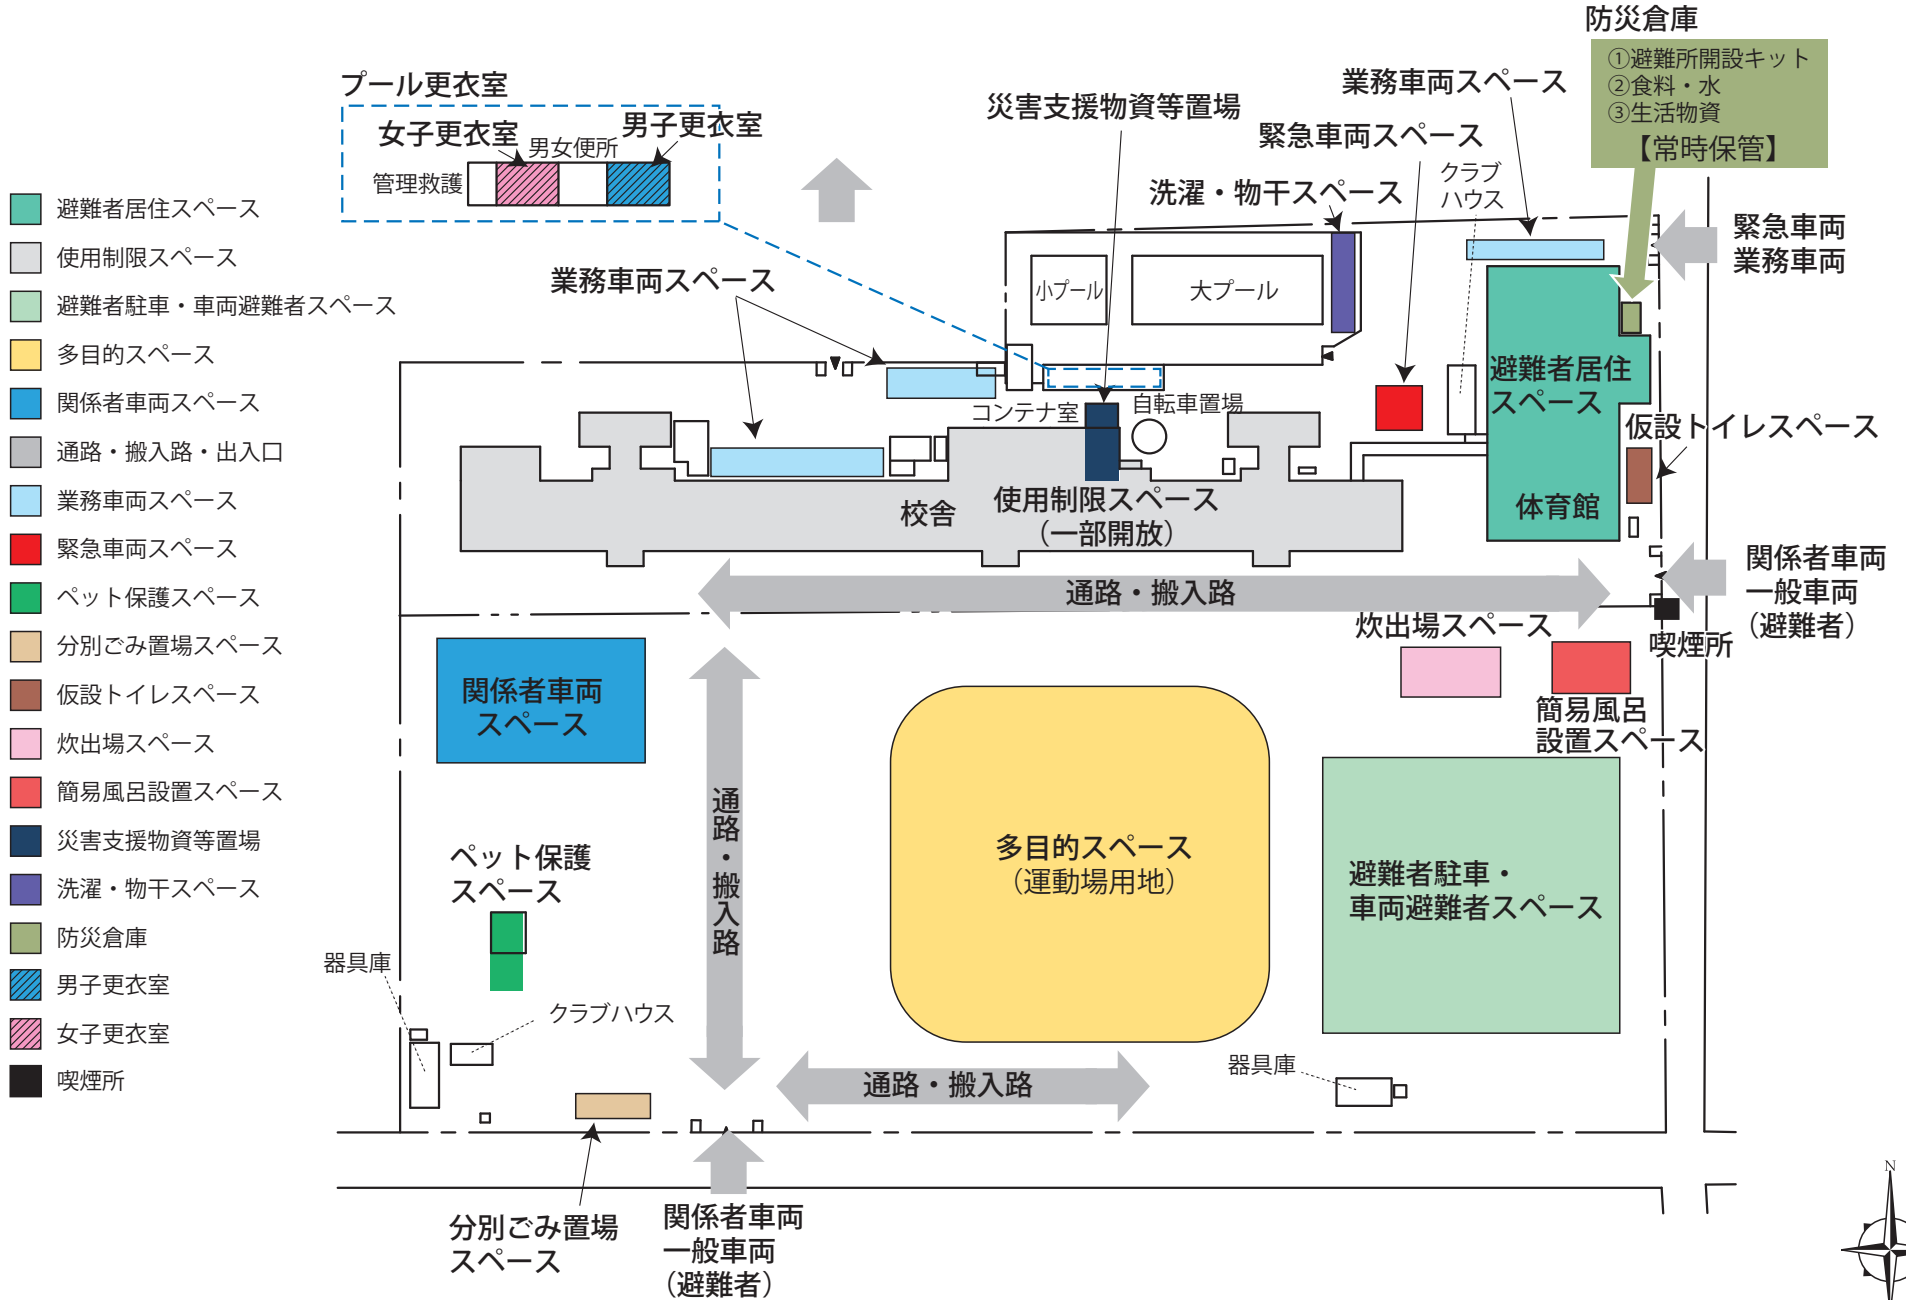 防災倉庫
①避難所開設キット
②食料・水
③生活物資
【常時保管】
プール更衣室
女子更衣室
男女便所
男子更衣室
管理救護
災害支援物資等置場
業務車両スペース
緊急車両スペース
クラブ
ハウス
洗濯・物干スペース
緊急車両
業務車両
業務車両スペース
小プール
大プール
避難者居住
スペース
コンテナ室
自転車置場
仮設トイレスペース
校舎
使用制限スペース
（一部開放）
体育館
通路・搬入路
関係者車両
一般車両
（避難者）
炊出場スペース
喫煙所
簡易風呂
設置スペース
関係者車両
スペース
通路・搬入路
多目的スペース
（運動場用地）
避難者駐車・
車両避難者スペース
ペット保護
スペース
器具庫
クラブハウス
通路・搬入路
器具庫
分別ごみ置場
スペース
関係者車両
一般車両
（避難者）
N
避難者居住スペース
使用制限スペース
避難者駐車・車両避難者スペース
多目的スペース
関係者車両スペース
通路・搬入路・出入口
業務車両スペース
緊急車両スペース
ペット保護スペース
分別ごみ置場スペース
仮設トイレスペース
炊出場スペース
簡易風呂設置スペース
災害支援物資等置場
洗濯・物干スペース
防災倉庫
男子更衣室
女子更衣室
喫煙所